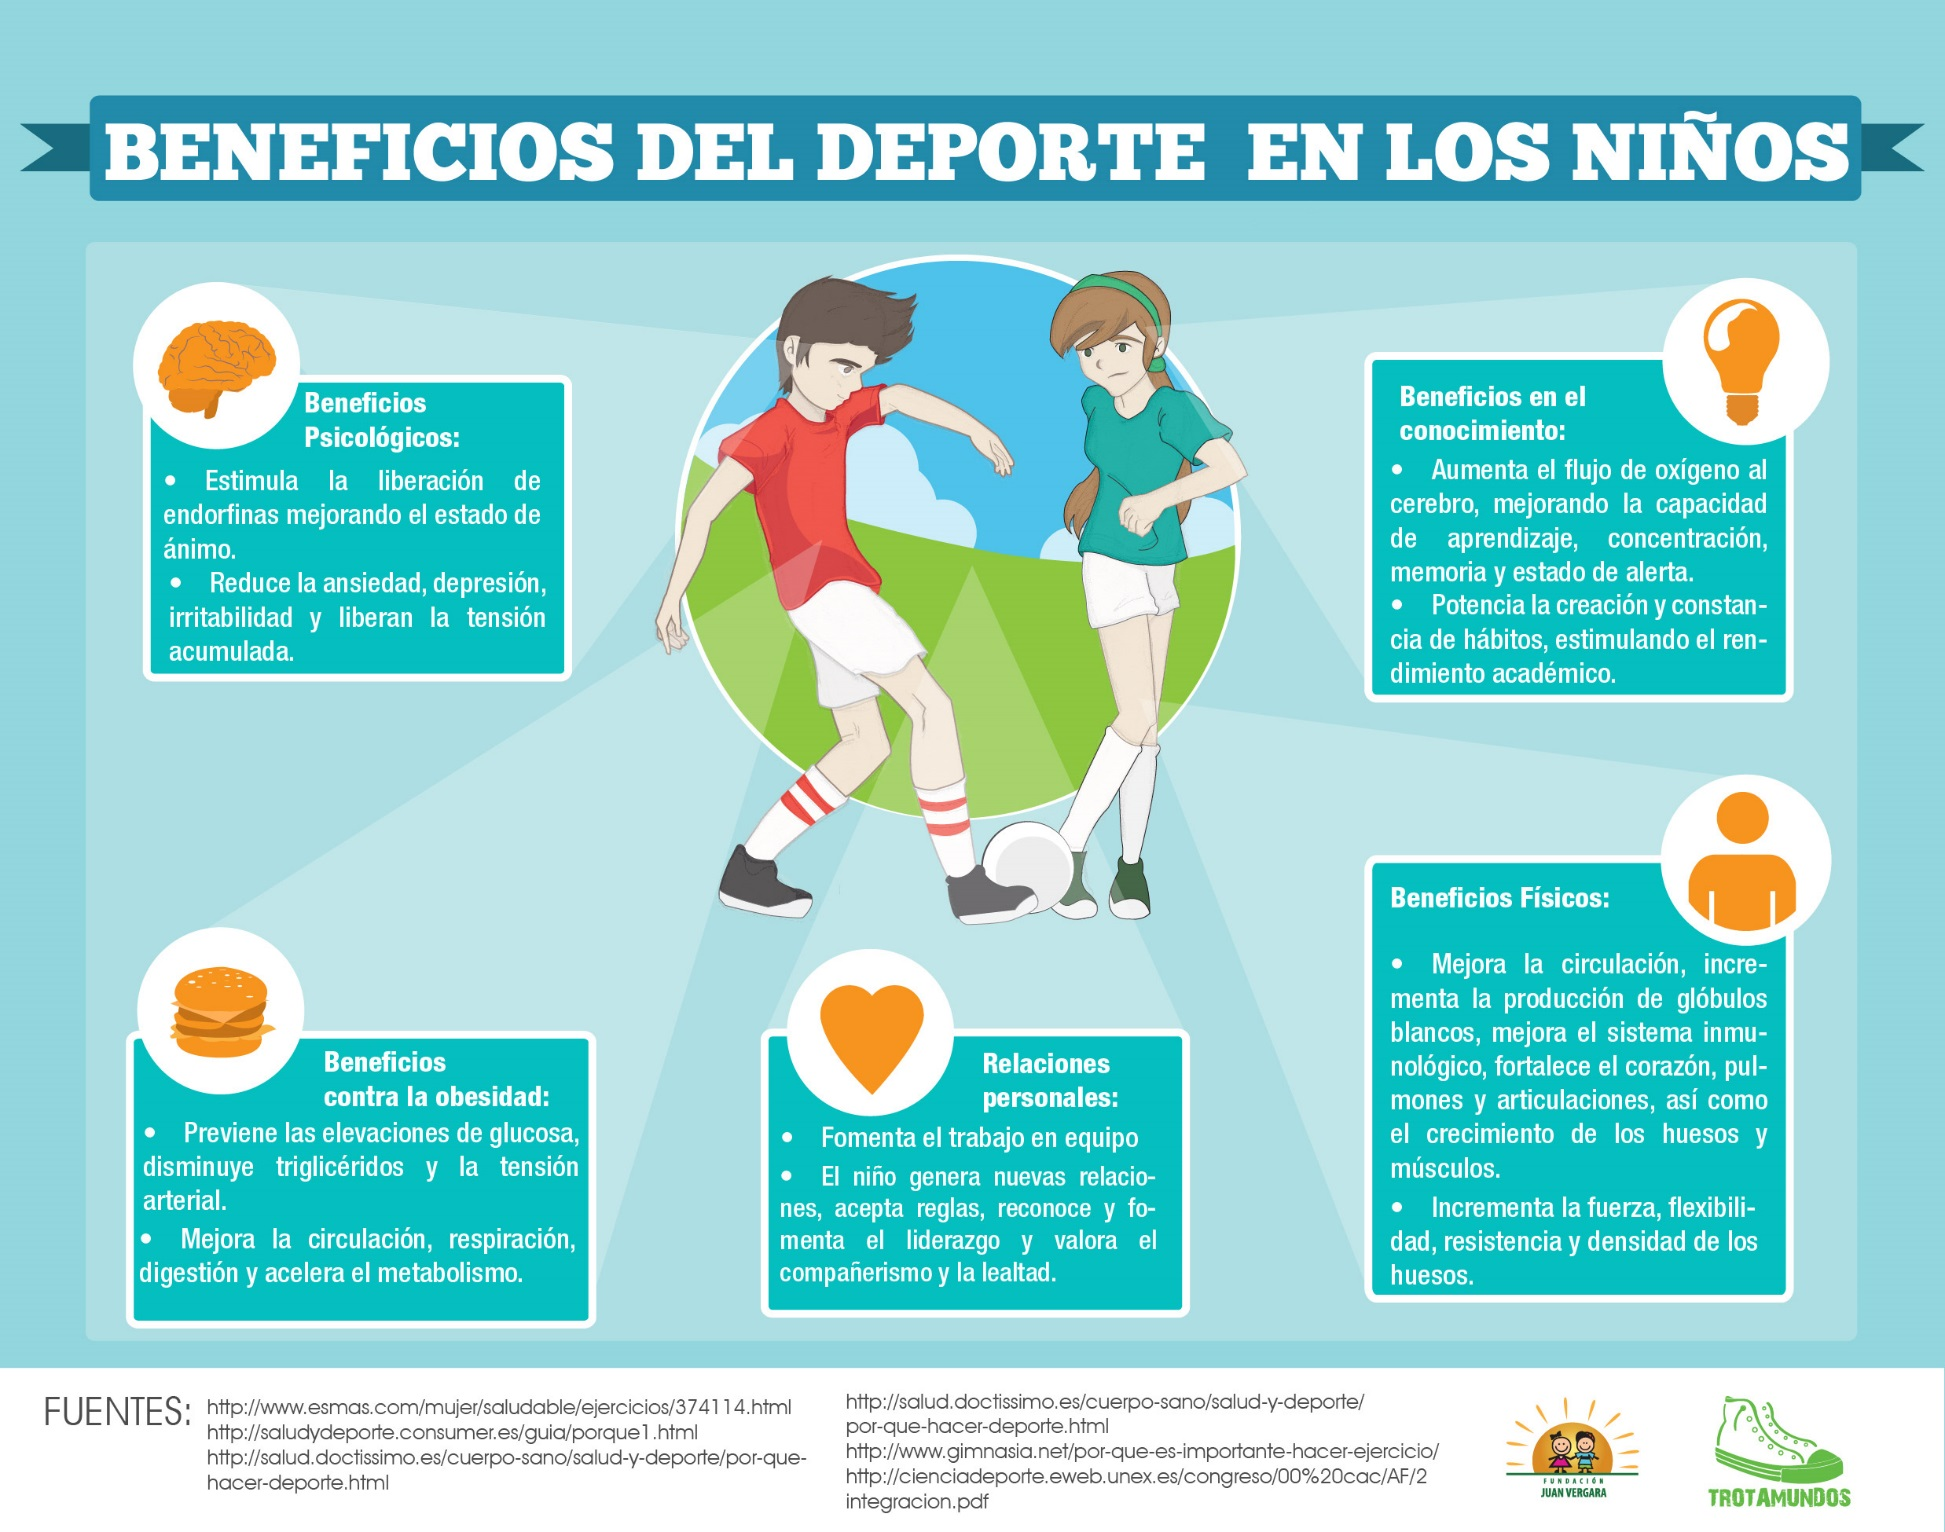 BENEFICIOS DEL DEPORTE EN LOS NIÑOS
Beneficios
Psicológicos:
• Estimula la liberación de
endorfinas mejorando el estado de
ánimo.
• Reduce la ansiedad, depresión,
irritabilidad y liberan la tensión
acumulada.
Beneficios en el
conocimiento:
• Aumenta el flujo de oxígeno al
cerebro, mejorando la capacidad
de aprendizaje, concentración,
memoria y estado de alerta.
• Potencia la creación y constan-
cia de hábitos, estimulando el ren-
dimiento académico.
Beneficios
contra la obesidad:
• Previene las elevaciones de glucosa,
disminuye triglicéridos y la tensión
arterial.
• Mejora la circulación, respiración,
digestión y acelera el metabolismo.
Relaciones
personales:
• Fomenta el trabajo en equipo
• El niño genera nuevas relacio-
nes, acepta reglas, reconoce y fo-
menta el liderazgo y valora el
compañerismo y la lealtad.
Beneficios Físicos:
• Mejora la circulación, incre-
menta la producción de glóbulos
blancos, mejora el sistema inmu-
nológico, fortalece el corazón, pul-
mones y articulaciones, así como
el crecimiento de los huesos y
músculos.
• Incrementa la fuerza, flexibili-
dad, resistencia y densidad de los
huesos.
FUENTES:
http://www.esmas.com/mujer/saludable/ejercicios/374114.html
http://saludydeporte.consumer.es/guia/porque1.html
http://salud.doctissimo.es/cuerpo-sano/salud-y-deporte/por-que-
hacer-deporte.html
http://salud.doctissimo.es/cuerpo-sano/salud-y-deporte/
por-que-hacer-deporte.html
http://www.gimnasia.net/por-que-es-importante-hacer-ejercicio/
http://cienciadeporte.eweb.unex.es/congreso/00%20cac/AF/2
integracion.pdf
FUNDACIÓN
JUAN VERGARA
TROTAMUNDOS